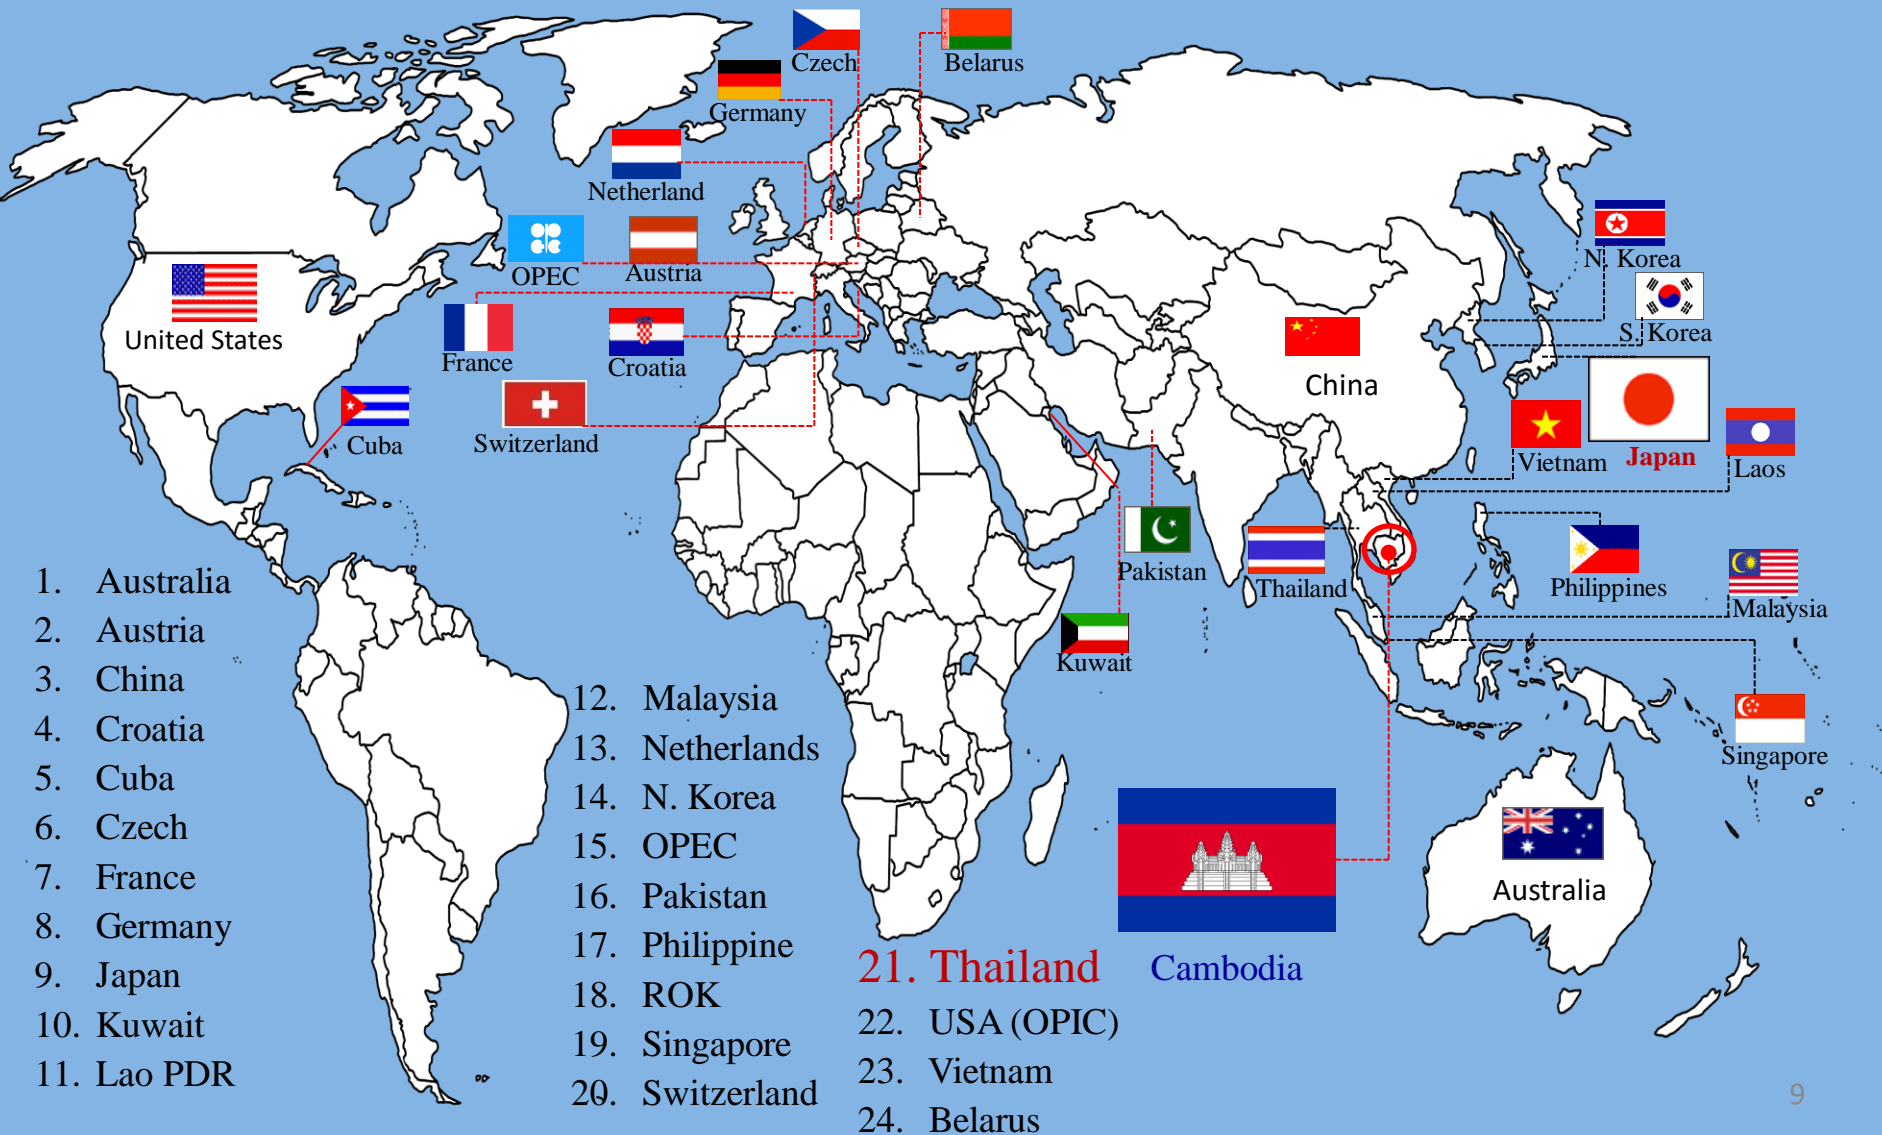 Czech
Belarus
Germany
Netherland
OPEC
Austria
N. Korea
S. Korea
United States
France
Croatia
China
Japan
Cuba
Switzerland
Vietnam
Laos
Pakistan
Thailand
Philippines
Malaysia
Kuwait
Singapore
Australia
Cambodia
1. Australia
2. Austria
3. China
4. Croatia
5. Cuba
6. Czech
7. France
8. Germany
9. Japan
10. Kuwait
11. Lao PDR
12. Malaysia
13. Netherlands
14. N. Korea
15. OPEC
16. Pakistan
17. Philippine
18. ROK
19. Singapore
20. Switzerland
21. Thailand
22. USA (OPIC)
23. Vietnam
24. Belarus
9